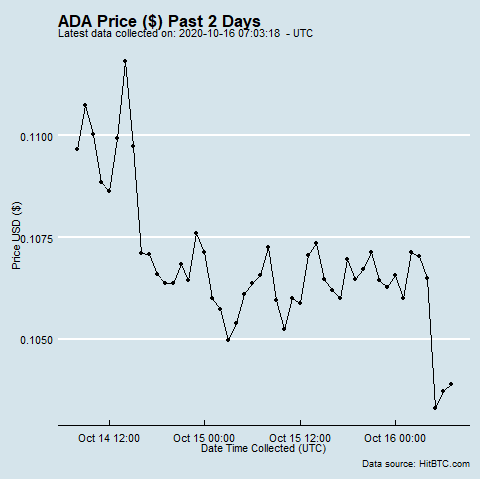 ADA Price ($) Past 2 Days
Latest data collected on: 2020-10-16 07:03:18 - UTC
Price USD ($)
0.1100
0.1075
0.1050
Oct 14 12:00
Oct 15 00:00
Oct 15 12:00
Oct 16 00:00
Date Time Collected (UTC)
Data source: HitBTC.com